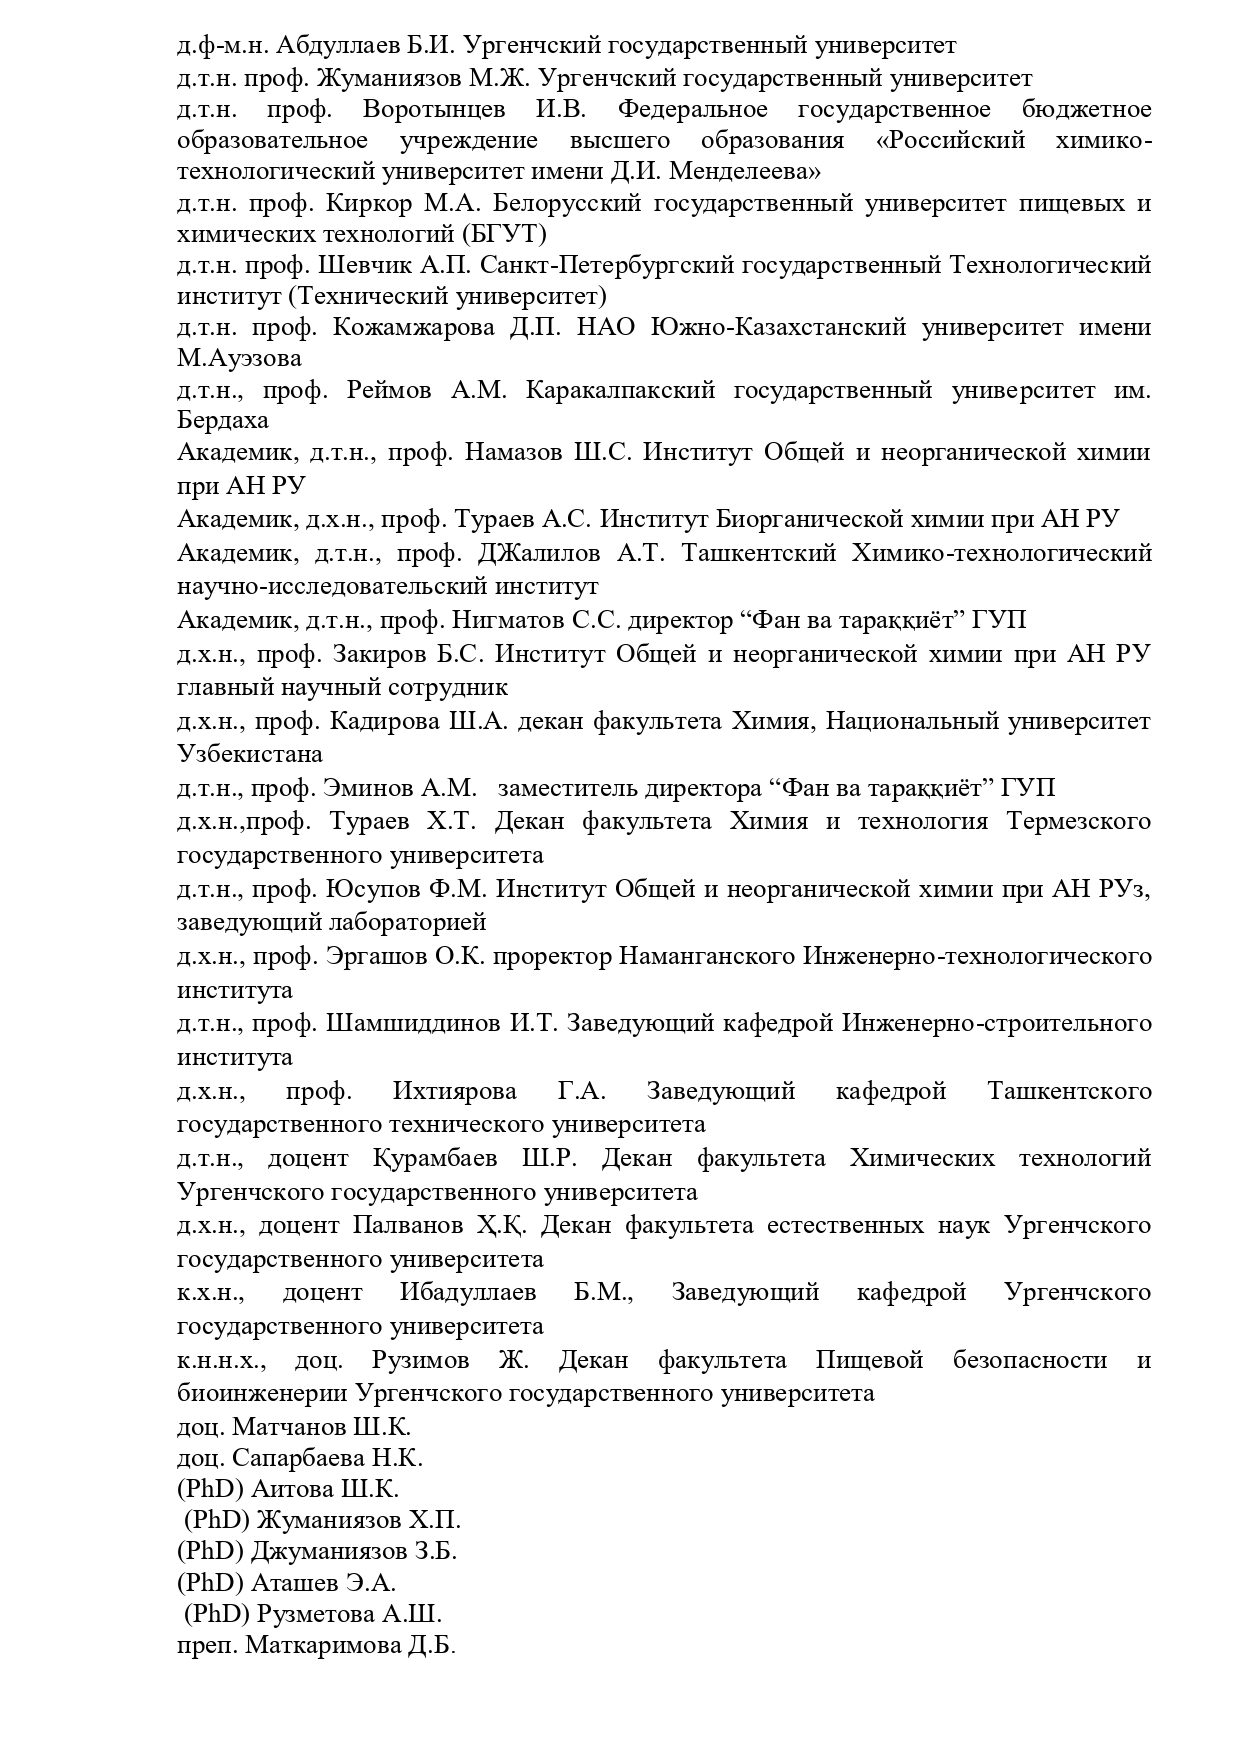 д.ф-м.н. Абдуллаев Б.И. Ургенчский государственный университет
д.т.н. проф. Жуманиязов М.Ж. Ургенчский государственный университет
д.т.н. проф. Воротынцев И.В. Федеральное государственное бюджетное
образовательное учреждение высшего образования «Российский химико-
технологический университет имени Д.И. Менделеева»
д.т.н. проф. Киркор М.А. Белорусский государственный университет пищевых и
химических технологий (БГУТ)
д.т.н. проф. Шевчик А.П. Санкт-Петербургский государственный Технологический
институт (Технический университет)
д.т.н. проф. Кожамжарова Д.П. НАО Южно-Казахстанский университет имени
М.Ауэзова
д.т.н., проф. Реймов А.М. Каракалпакский государственный университет им.
Бердаха
Академик, д.т.н., проф. Намазов Ш.С. Институт Общей и неорганической химии
при АН РУ
Академик, д.х.н., проф. Тураев А.С. Институт Биорганической химии при АН РУ
Академик, д.т.н., проф. ДЖалилов А.Т. Ташкентский Химико-технологический
научно-исследовательский институт
Академик, д.т.н., проф. Нигматов С.С. директор “Фан ва тараққиёт” ГУП
д.х.н., проф. Закиров Б.С. Институт Общей и неорганической химии при АН РУ
главный научный сотрудник
д.х.н., проф. Кадирова Ш.А. декан факультета Химия, Национальный университет
Узбекистана
д.т.н., проф. Эминов А.М. заместитель директора “Фан ва тараққиёт” ГУП
д.х.н.,проф. Тураев Х.Т. Декан факультета Химия и технология Термезского
государственного университета
д.т.н., проф. Юсупов Ф.М. Институт Общей и неорганической химии при АН РУз,
заведующий лабораторией
д.х.н., проф. Эргашов О.К. проректор Наманганского Инженерно-технологического
института
д.т.н., проф. Шамшиддинов И.Т. Заведующий кафедрой Инженерно-строительного
института
д.х.н., проф. Ихтиярова Г.А. Заведующий кафедрой Ташкентского
государственного технического университета
д.т.н., доцент Қурамбаев Ш.Р. Декан факультета Химических технологий
Ургенчского государственного университета
д.х.н., доцент Палванов Ҳ.Қ. Декан факультета естественных наук Ургенчского
государственного университета
к.х.н., доцент Ибадуллаев Б.М., Заведующий кафедрой Ургенчского
государственного университета
к.н.н.х., доц. Рузимов Ж. Декан факультета Пищевой безопасности и
биоинженерии Ургенчского государственного университета
доц. Матчанов Ш.К.
доц. Сапарбаева Н.К.
(PhD) Аитова Ш.К.
(PhD) Жуманиязов Х.П.
(PhD) Джуманиязов З.Б.
(PhD) Аташев Э.А.
(PhD) Рузметова А.Ш.
преп. Маткаримова Д.Б.